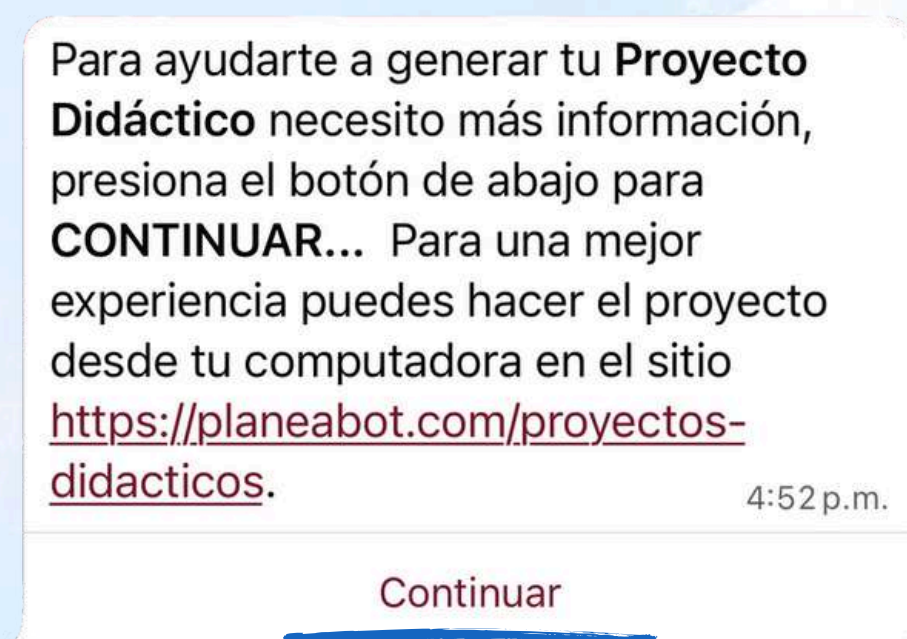 Para ayudarte a generar tu Proyecto
Didáctico necesito más información,
presiona el botón de abajo para
CONTINUAR... Para una mejor
experiencia puedes hacer el proyecto
desde tu computadora en el sitio
https://planeabot.com/proyectos-
didacticos.
4:52 p.m.
Continuar